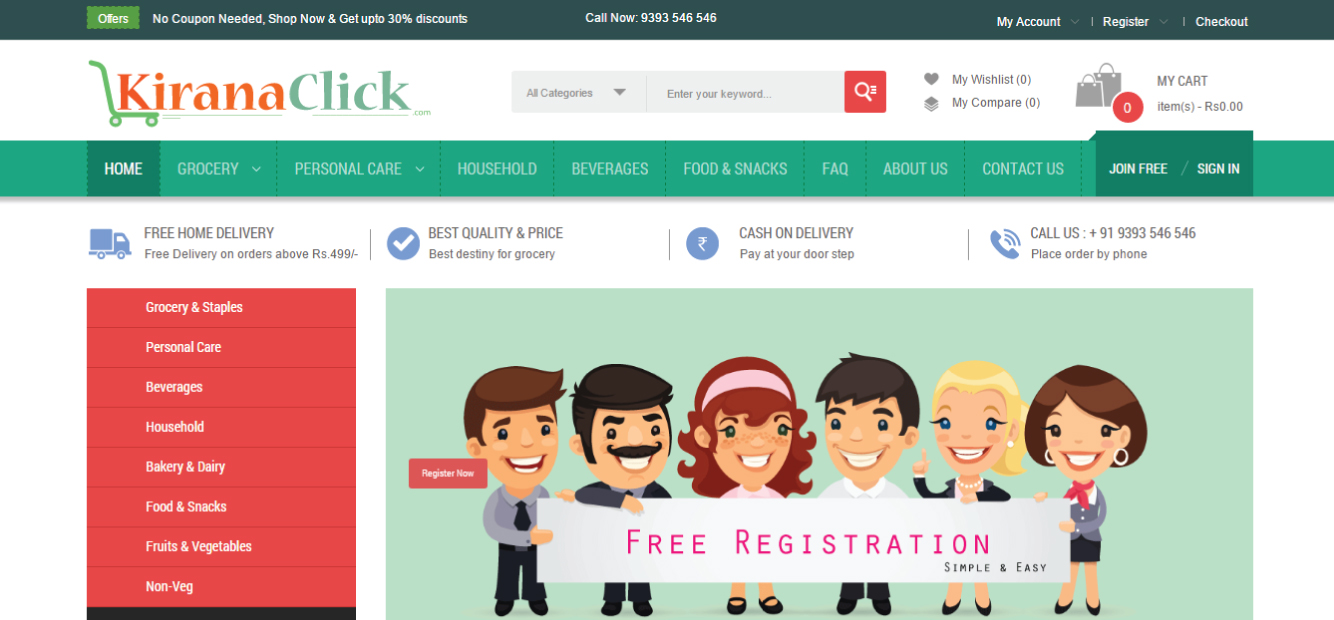 Offers No Coupon Needed, Shop Now & Get upto 30% discounts Call Now: 9393 546 546 My Account | Register | Checkout
KiranaClick.com
All Categories Enter your keyword...
My Wishlist (0)
My Compare (0)
0
MY CART
item(s) - Rs0.00
HOME GROCERY PERSONAL CARE HOUSEHOLD BEVERAGES FOOD & SNACKS FAQ ABOUT US CONTACT US JOIN FREE / SIGN IN
FREE HOME DELIVERY
Free Delivery on orders above Rs.499/-
BEST QUALITY & PRICE
Best destiny for grocery
₹
CASH ON DELIVERY
Pay at your door step
CALL US : + 91 9393 546 546
Place order by phone
Grocery & Staples
Personal Care
Beverages
Household
Bakery & Dairy
Food & Snacks
Fruits & Vegetables
Non-Veg
Register Now
FREE REGISTRATION
SIMPLE & EASY